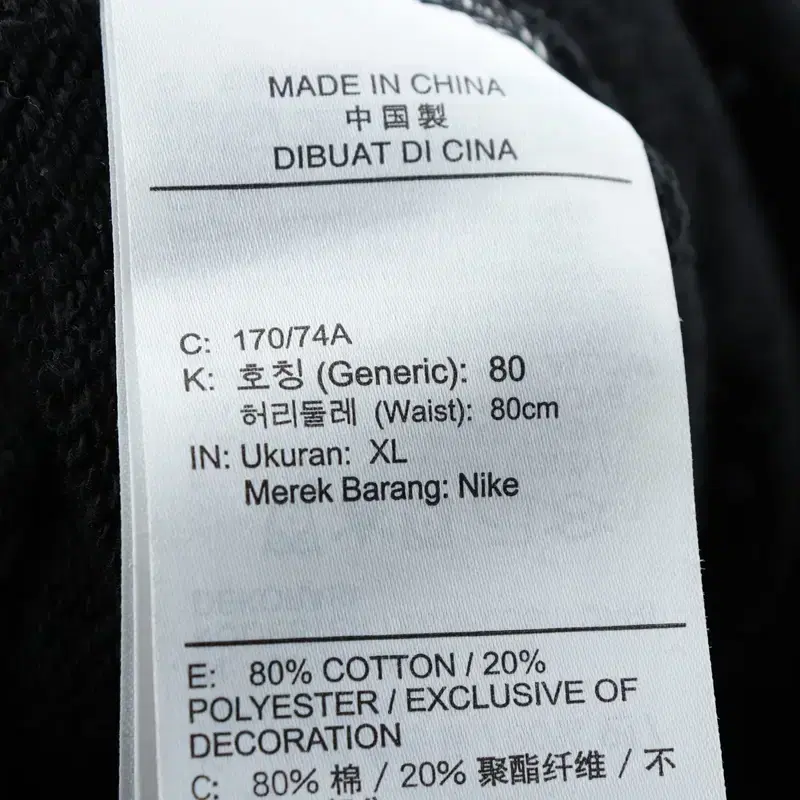 MADE IN CHINA
中国製
DIBUAT DI CINA
C: 170/74A
K: 호칭 (Generic): 80
허리둘레 (Waist): 80cm
IN: Ukuran: XL
Merek Barang: Nike
E: 80% COTTON / 20%
POLYESTER / EXCLUSIVE OF
DECORATION
C: 80% 棉 / 20% 聚酯纤维 / 不